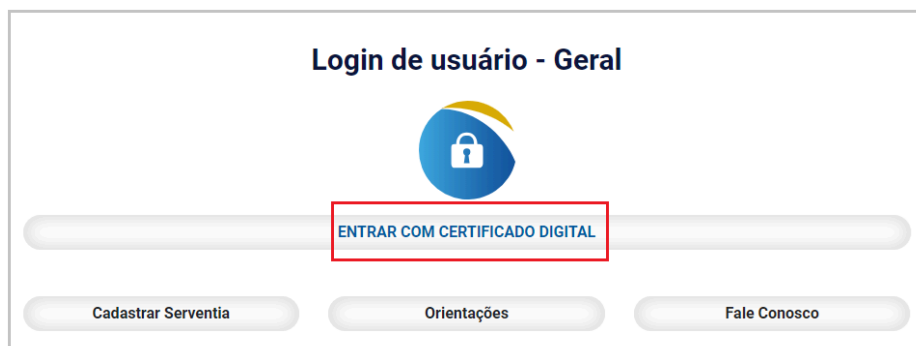 Login de usuário - Geral
ENTRAR COM CERTIFICADO DIGITAL
Cadastrar Serventia
Orientações
Fale Conosco